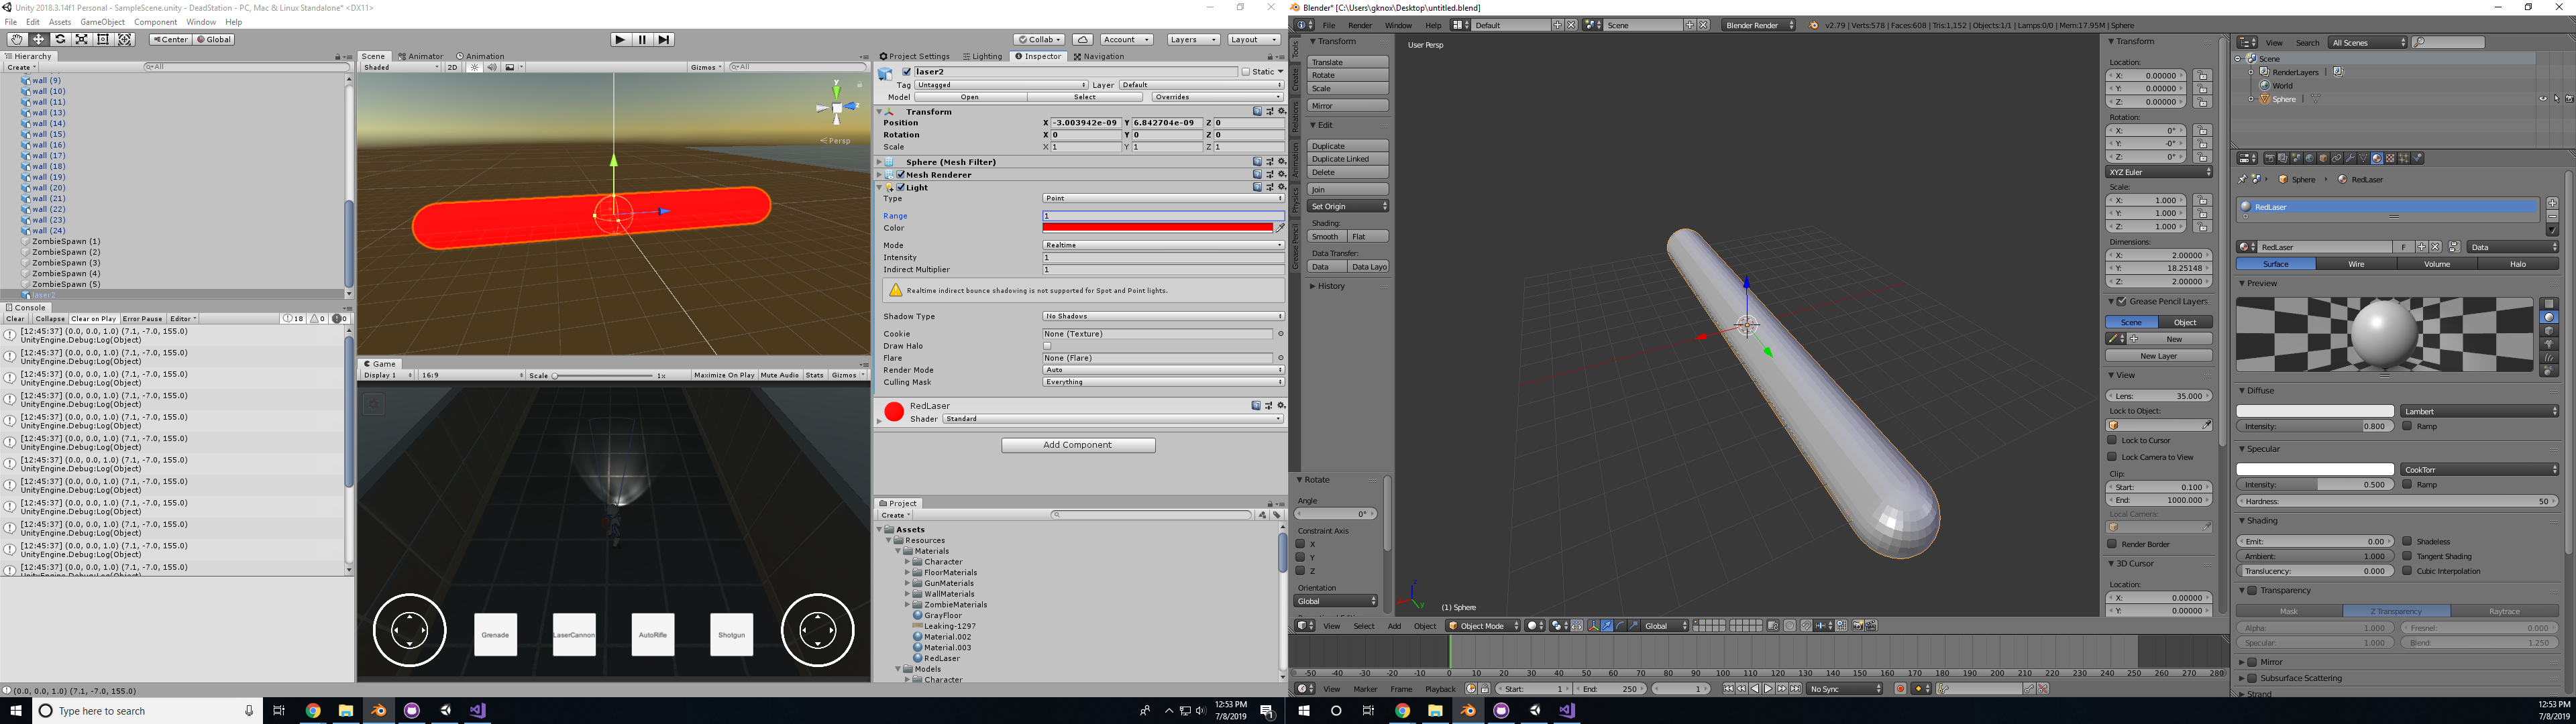 Unity 2018.3.14f1 Personal - SampleScene.unity - DeadStation - PC, Mac & Linux Standalone* <DX11>
File Edit Assets GameObject Component Window Help
Center Global
Collab Account Layers Layout
Hierarchy
Create All
wall (9)
wall (10)
wall (11)
wall (13)
wall (14)
wall (15)
wall (16)
wall (17)
wall (18)
wall (19)
wall (20)
wall (21)
wall (22)
wall (23)
wall (24)
ZombieSpawn (1)
ZombieSpawn (2)
ZombieSpawn (3)
ZombieSpawn (4)
ZombieSpawn (5)
laser2
Console
Clear Collapse Clear on Play Error Pause Editor 18 0 0
[12:45:37] (0.0, 0.0, 1.0) (7.1, -7.0, 155.0)
UnityEngine.Debug:Log(Object)
[12:45:37] (0.0, 0.0, 1.0) (7.1, -7.0, 155.0)
UnityEngine.Debug:Log(Object)
[12:45:37] (0.0, 0.0, 1.0) (7.1, -7.0, 155.0)
UnityEngine.Debug:Log(Object)
[12:45:37] (0.0, 0.0, 1.0) (7.1, -7.0, 155.0)
UnityEngine.Debug:Log(Object)
[12:45:37] (0.0, 0.0, 1.0) (7.1, -7.0, 155.0)
UnityEngine.Debug:Log(Object)
[12:45:37] (0.0, 0.0, 1.0) (7.1, -7.0, 155.0)
UnityEngine.Debug:Log(Object)
[12:45:37] (0.0, 0.0, 1.0) (7.1, -7.0, 155.0)
UnityEngine.Debug:Log(Object)
[12:45:37] (0.0, 0.0, 1.0) (7.1, -7.0, 155.0)
UnityEngine.Debug:Log(Object)
[12:45:37] (0.0, 0.0, 1.0) (7.1, -7.0, 155.0)
UnityEngine.Debug:Log(Object)
[12:45:37] (0.0, 0.0, 1.0) (7.1, -7.0, 155.0)
UnityEngine.Debug:Log(Object)
[12:45:37] (0.0, 0.0, 1.0) (7.1, -7.0, 155.0)
UnityEngine.Debug:Log(Object)
[12:45:37] (0.0, 0.0, 1.0) (7.1, -7.0, 155.0)
UnityEngine.Debug:Log(Object)
(0.0, 0.0, 1.0) (7.1, -7.0, 155.0)
Scene Animator Animation
Shaded 2D Gizmos All
y
z
Persp
Game
Display 1 16:9 Scale 1x Maximize On Play Mute Audio Stats Gizmos
Grenade LaserCannon AutoRifle Shotgun
Project Settings Lighting Inspector Navigation
laser2 Static
Tag Untagged Layer Default
Model Open Select Overrides
Transform
Position X -3.003942e-09 Y 6.842704e-09 Z 0
Rotation X 0 Y 0 Z 0
Scale X 1 Y 1 Z 1
Sphere (Mesh Filter)
Mesh Renderer
Light
Type Point
Range 1
Color
Mode Realtime
Intensity 1
Indirect Multiplier 1
Realtime indirect bounce shadowing is not supported for Spot and Point lights.
Shadow Type No Shadows
Cookie None (Texture)
Draw Halo
Flare None (Flare)
Render Mode Auto
Culling Mask Everything
RedLaser
Shader Standard
Add Component
Project
Create
Assets
Resources
Materials
Character
FloorMaterials
GunMaterials
WallMaterials
ZombieMaterials
GrayFloor
Leaking-1297
Material.002
Material.003
RedLaser
Models
Character
Type here to search
12:53 PM
7/8/2019
1
Blender* [C:\Users\gknox\Desktop\untitled.blend]
File Render Window Help Default Scene Blender Render v2.79 | Verts:578 | Faces:608 | Tris:1,152 | Objects:1/1 | Lamps:0/0 | Mem:17.95M | Sphere
Tools
Create
Relations
Animation
Physics
Grease Pencil
Transform
Translate
Rotate
Scale
Mirror
Edit
Duplicate
Duplicate Linked
Delete
Join
Set Origin
Shading:
Smooth Flat
Data Transfer:
Data Data Layo
History
Rotate
Angle
0°
Constraint Axis
X
Y
Z
Orientation
Global
User Persp
(1) Sphere
View Select Add Object Object Mode Global
-50 -40 -30 -20 -10 0 10 20 30 40 50 60 70 80 90 100 110 120 130 140 150 160 170 180 190 200 210 220 230 240 250 260 270 280
View Marker Frame Playback Start: 1 End: 250 1 No Sync
Transform
Location:
X: 0.00000
Y: 0.00000
Z: 0.00000
Rotation:
X: 0°
Y: -0°
Z: 0°
XYZ Euler
Scale:
X: 1.000
Y: 1.000
Z: 1.000
Dimensions:
X: 2.00000
Y: 18.25148
Z: 2.00000
Grease Pencil Layers
Scene Object
New
New Layer
View
Lens: 35.000
Lock to Object:
Lock to Cursor
Lock Camera to View
Clip:
Start: 0.100
End: 1000.000
Local Camera:
Render Border
3D Cursor
Location:
X: 0.00000
Y: 0.00000
View Search All Scenes
Scene
RenderLayers
World
Sphere
Sphere RedLaser
RedLaser
RedLaser F Data
Surface Wire Volume Halo
Preview
Diffuse
Lambert
Intensity: 0.800 Ramp
Specular
CookTorr
Intensity: 0.500 Ramp
Hardness: 50
Shading
Emit: 0.00 Shadeless
Ambient: 1.000 Tangent Shading
Translucency: 0.000 Cubic Interpolation
Transparency
Mask Z Transparency Raytrace
Alpha: 1.000 Fresnel: 0.000
Specular: 1.000 Blend: 1.250
Mirror
Subsurface Scattering
Strand
12:53 PM
7/8/2019